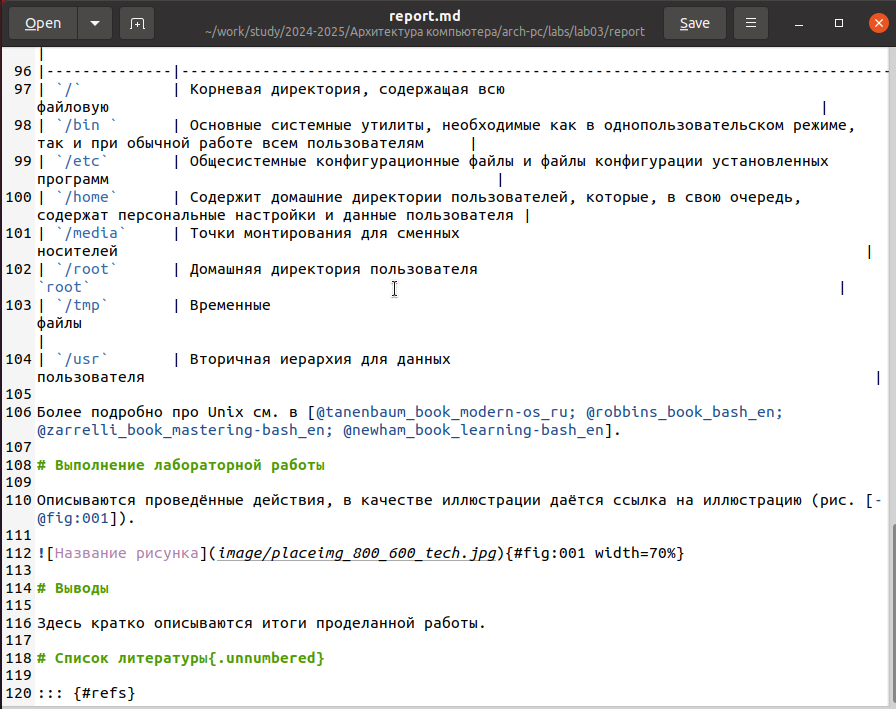 Open
report.md
~/work/study/2024-2025/Архитектура компьютера/arch-pc/labs/lab03/report
Save
|
96 |--------------|-------------------------------------------------------------------------------
97 | `/` | Корневая директория, содержащая всю
файловую |
98 | `/bin ` | Основные системные утилиты, необходимые как в однопользовательском режиме,
так и при обычной работе всем пользователям |
99 | `/etc` | Общесистемные конфигурационные файлы и файлы конфигурации установленных
программ |
100 | `/home` | Содержит домашние директории пользователей, которые, в свою очередь,
содержат персональные настройки и данные пользователя |
101 | `/media` | Точки монтирования для сменных
носителей |
102 | `/root` | Домашняя директория пользователя
`root` |
103 | `/tmp` | Временные
файлы
|
104 | `/usr` | Вторичная иерархия для данных
пользователя |
105
106 Более подробно про Unix см. в [@tanenbaum_book_modern-os_ru; @robbins_book_bash_en;
@zarrelli_book_mastering-bash_en; @newham_book_learning-bash_en].
107
108 # Выполнение лабораторной работы
109
110 Описываются проведённые действия, в качестве иллюстрации даётся ссылка на иллюстрацию (рис. [-
@fig:001]).
111
112 ![Название рисунка](image/placeimg_800_600_tech.jpg){#fig:001 width=70%}
113
114 # Выводы
115
116 Здесь кратко описываются итоги проделанной работы.
117
118 # Список литературы{.unnumbered}
119
120 ::: {#refs}